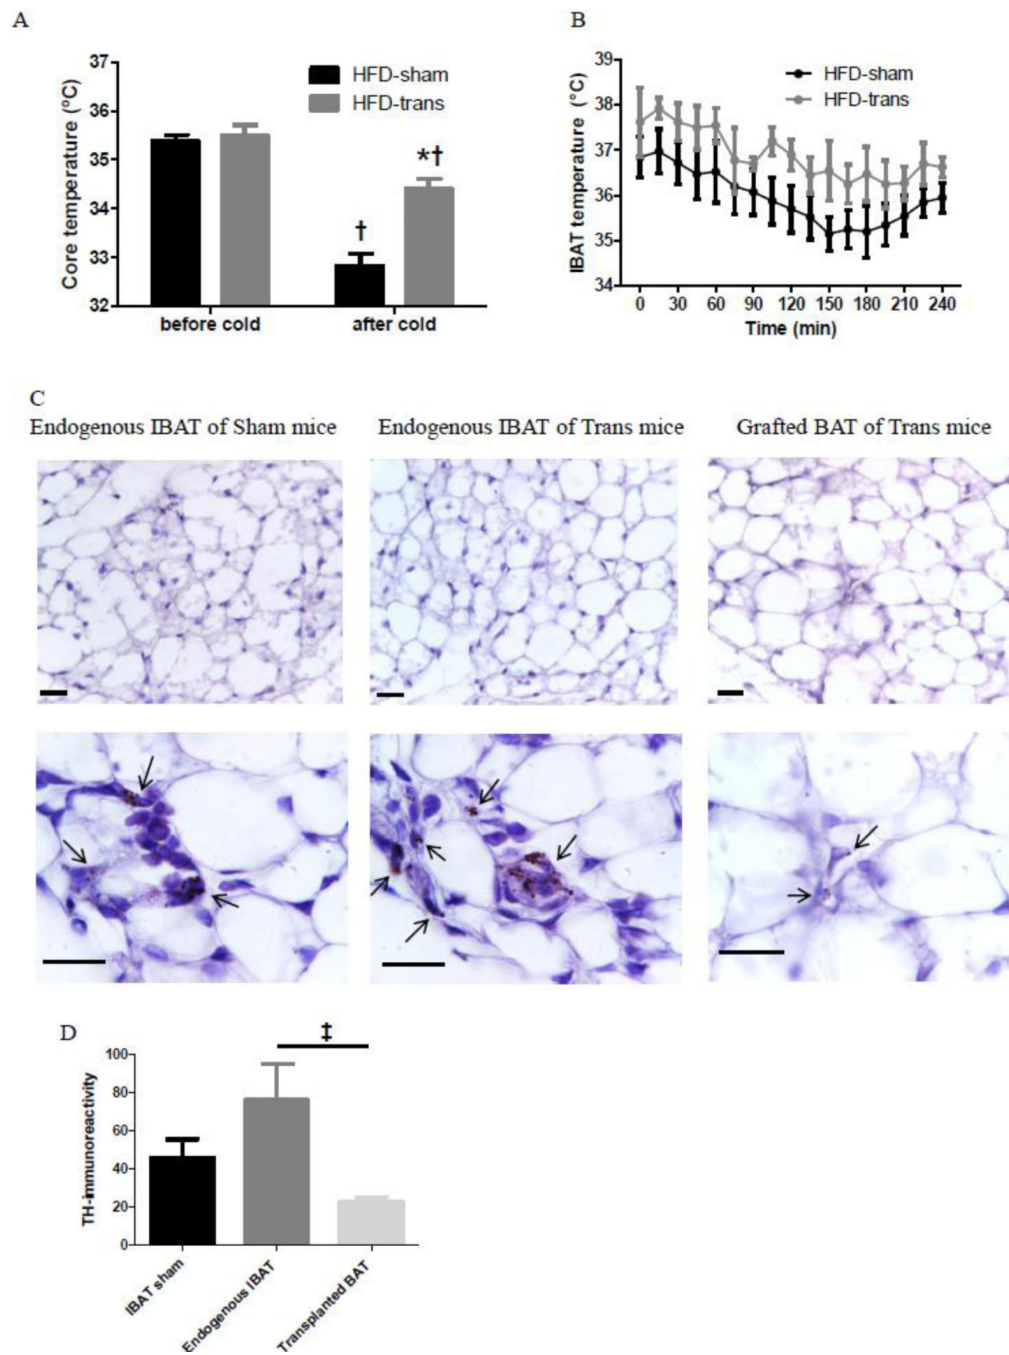 A
Core temperature (°C)
37
36
35
34
33
32
HFD-sham
HFD-trans
†
*†
before cold
after cold
B
IBAT temperature (°C)
39
38
37
36
35
34
HFD-sham
HFD-trans
0 30 60 90 120 150 180 210 240
Time (min)
C
Endogenous IBAT of Sham mice
Endogenous IBAT of Trans mice
Grafted BAT of Trans mice
D
TH-immunoreactivity
100
80
60
40
20
0
‡
IBAT sham
Endogenous IBAT
Transplanted BAT